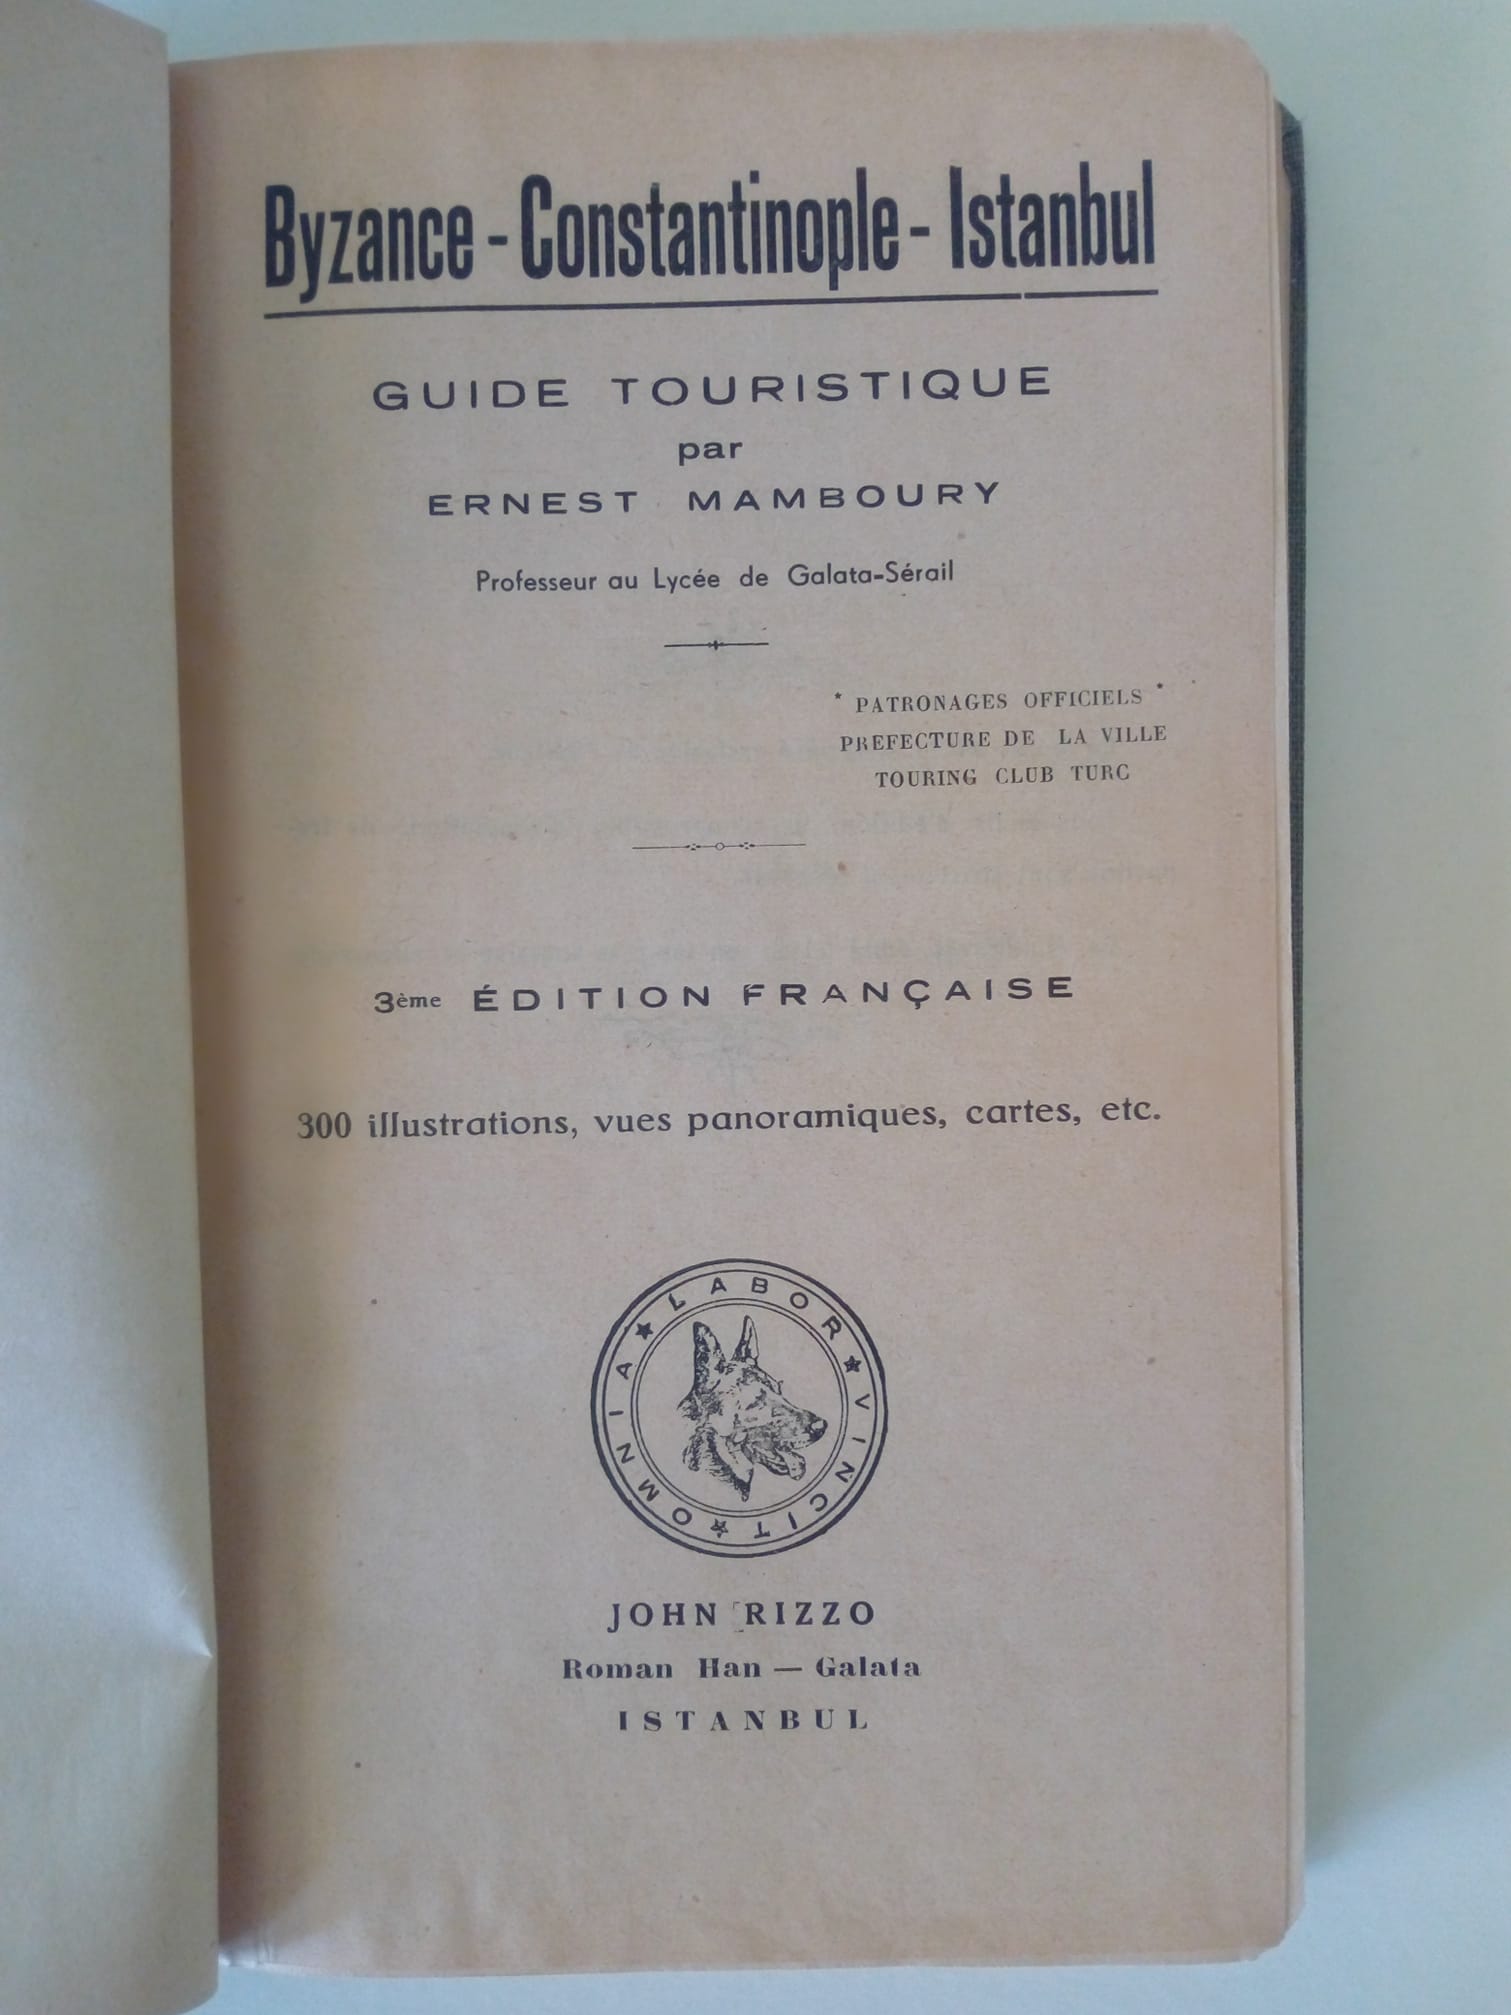 Byzance - Constantinople - Istanbul
GUIDE TOURISTIQUE
par
ERNEST MAMBOURY
Professeur au Lycée de Galata-Sérail
* PATRONAGES OFFICIELS *
PREFECTURE DE LA VILLE
TOURING CLUB TURC
3ème ÉDITION FRANÇAISE
300 illustrations, vues panoramiques, cartes, etc.
LABOR ★ VINCIT ★ OMNIA ★
JOHN RIZZO
Roman Han — Galata
ISTANBUL